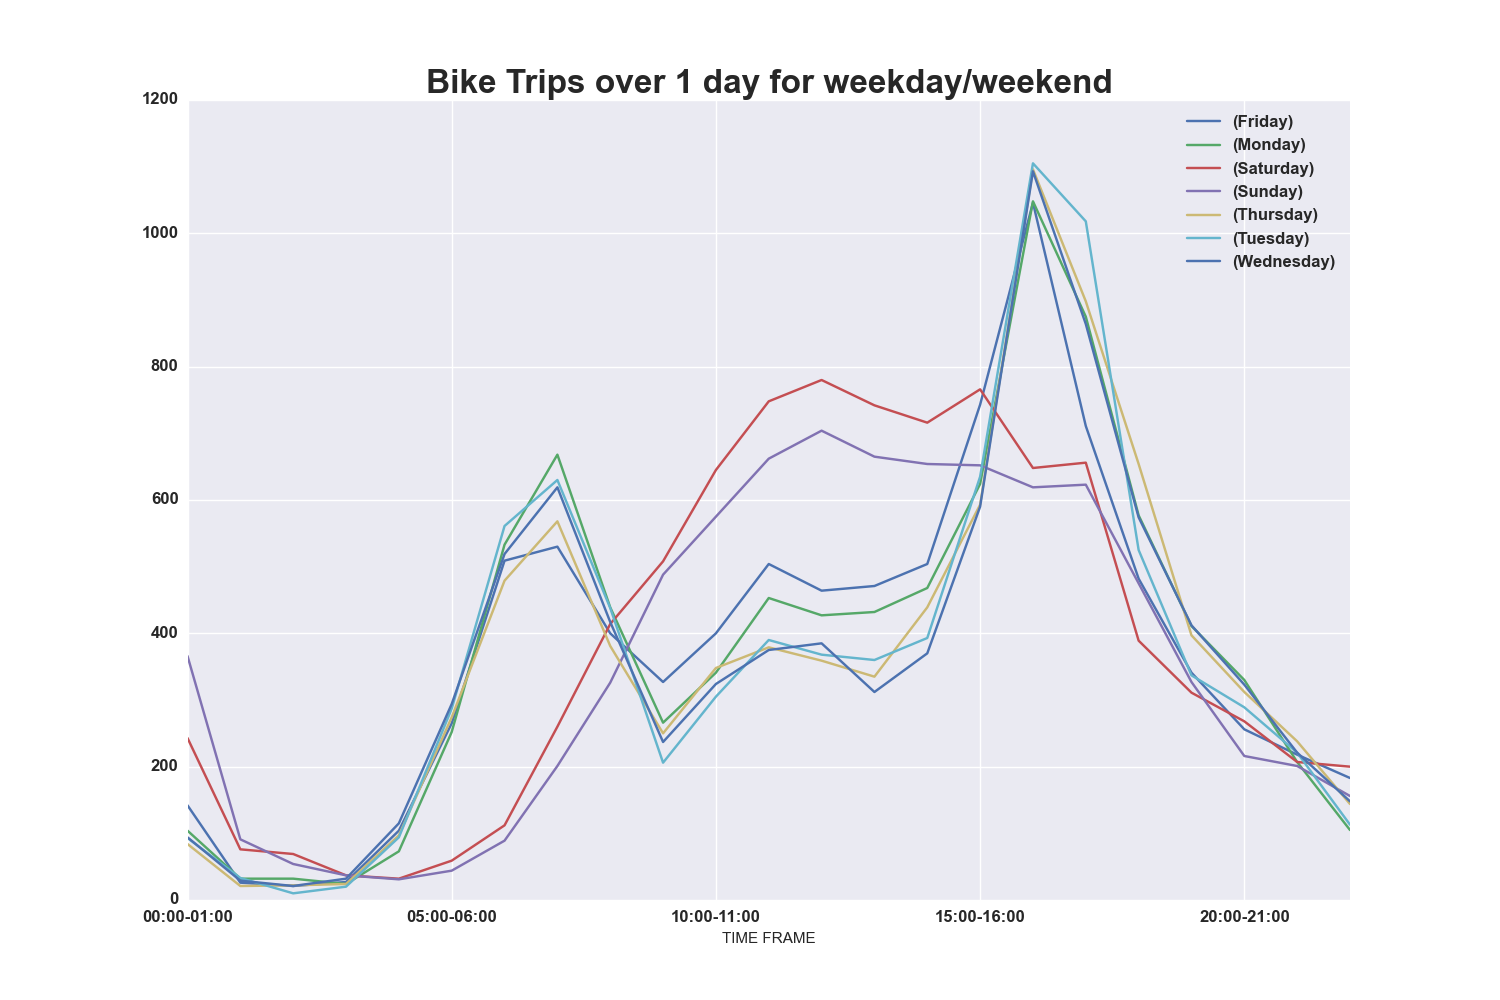 Bike Trips over 1 day for weekday/weekend
1200
1000
800
600
400
200
0
(Friday)
(Monday)
(Saturday)
(Sunday)
(Thursday)
(Tuesday)
(Wednesday)
00:00-01:00 05:00-06:00 10:00-11:00 15:00-16:00 20:00-21:00
TIME FRAME